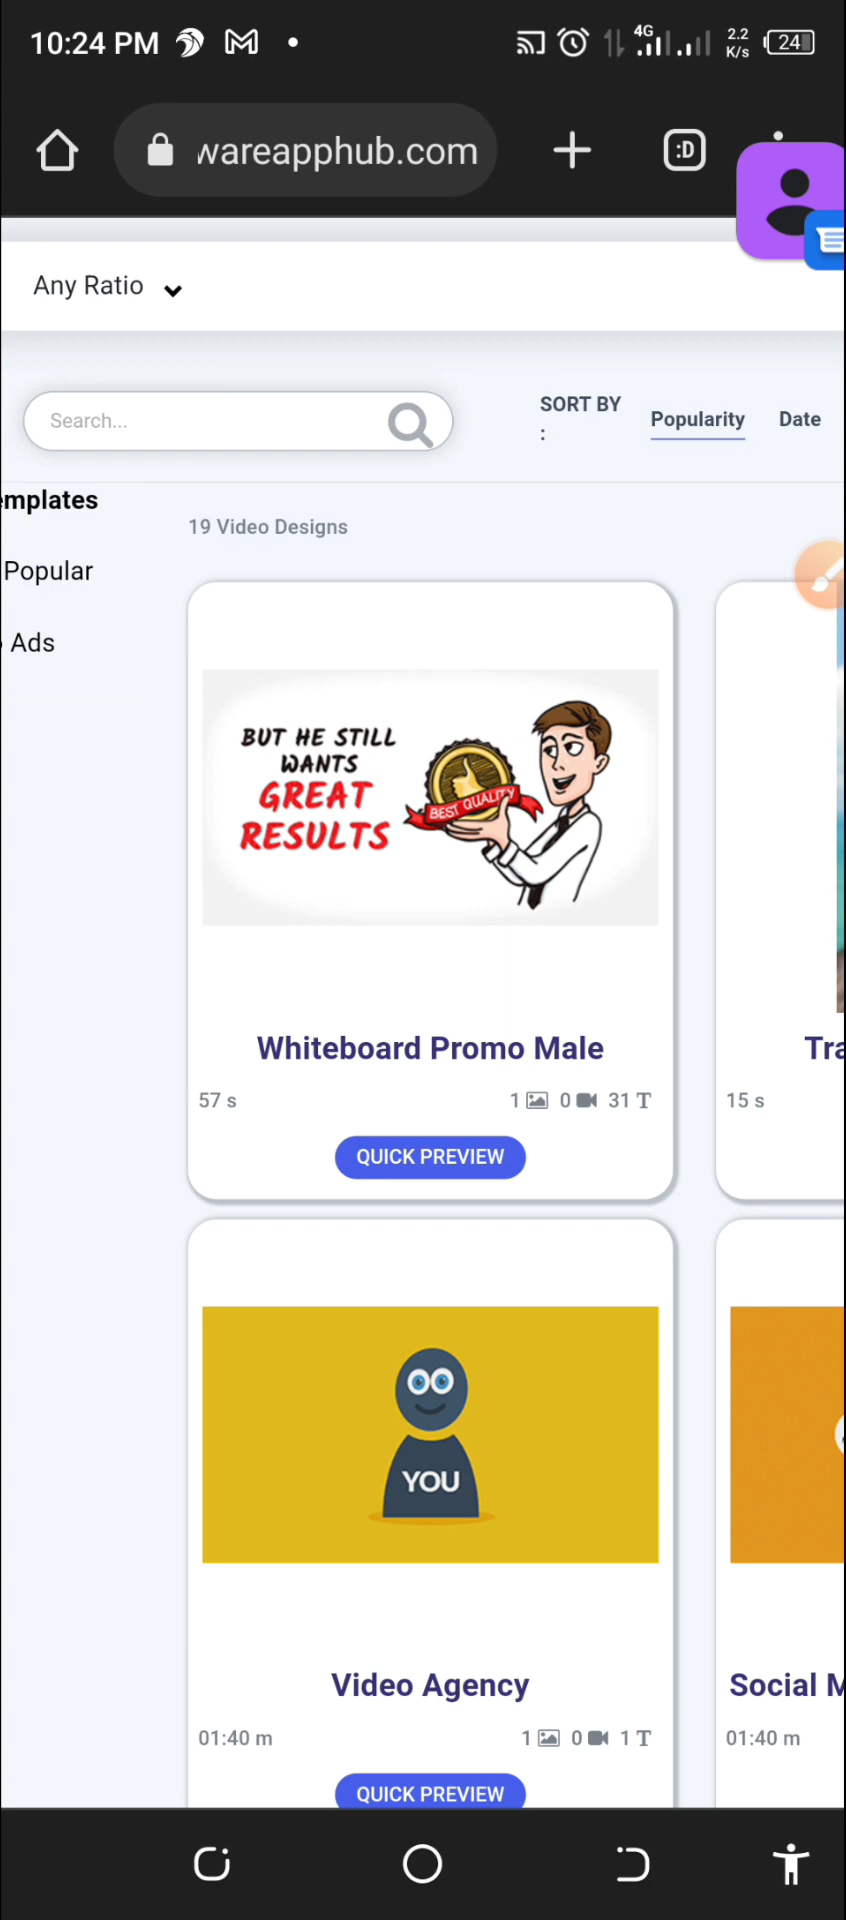 10:24 PM
4G
2.2
K/s
24
wareapphub.com
:D
Any Ratio
Search...
SORT BY
:
Popularity
Date
emplates
19 Video Designs
Popular
Ads
BUT HE STILL
WANTS
GREAT
RESULTS
BEST QUALITY
Whiteboard Promo Male
Tra
57 s
1
0
31 T
15 s
QUICK PREVIEW
YOU
Video Agency
Social M
01:40 m
1
0
1 T
01:40 m
QUICK PREVIEW